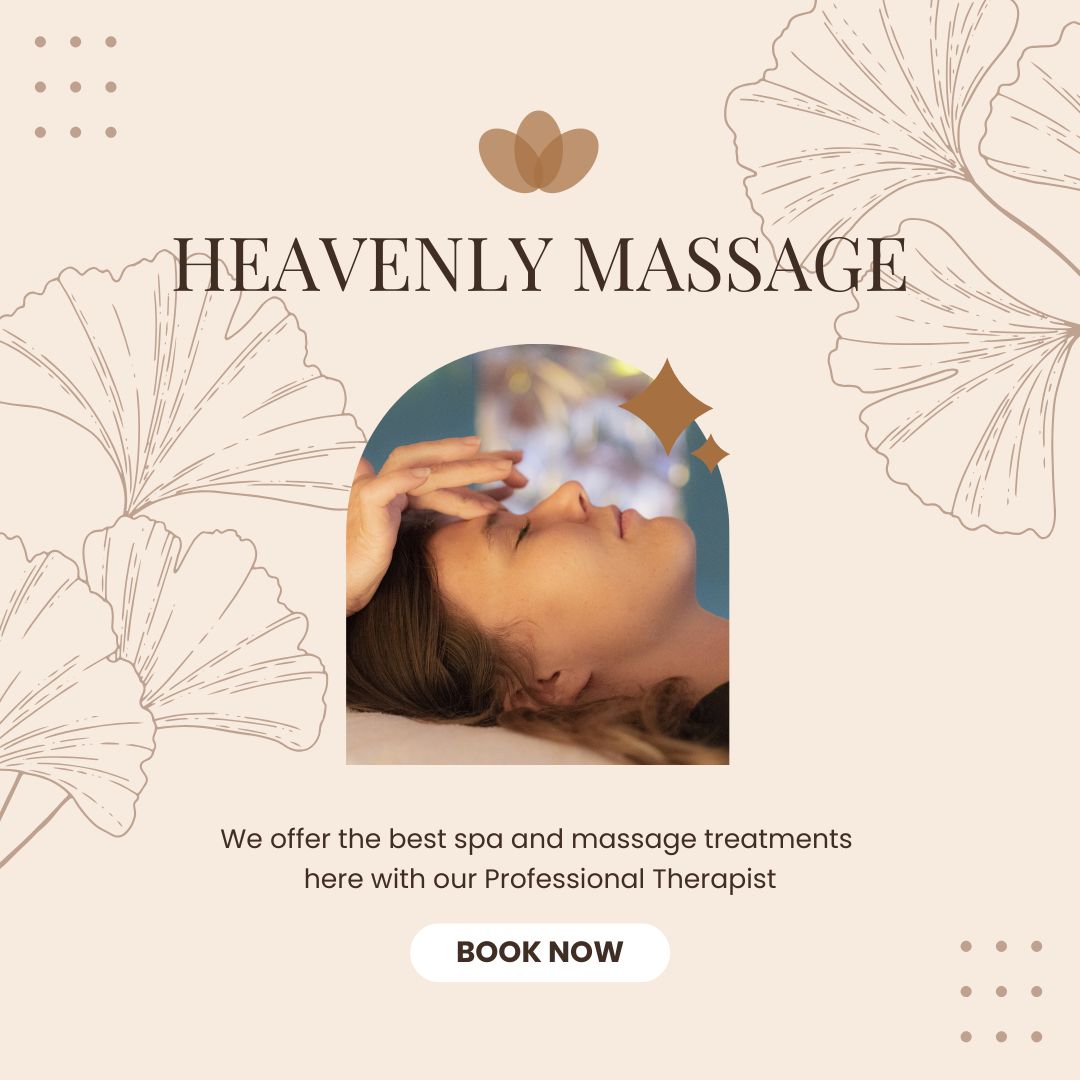 HEAVENLY MASSAGE
We offer the best spa and massage treatments
here with our Professional Therapist
BOOK NOW